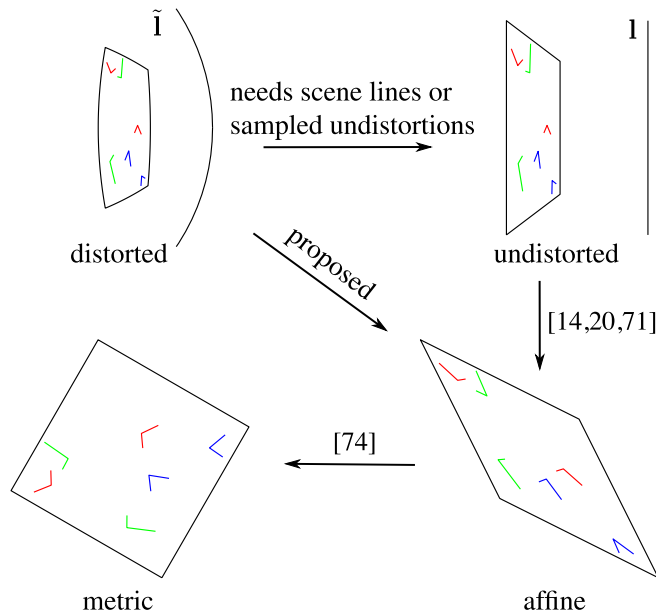 l̃
l
needs scene lines or
sampled undistortions
distorted
undistorted
proposed
[14,20,71]
[74]
metric
affine